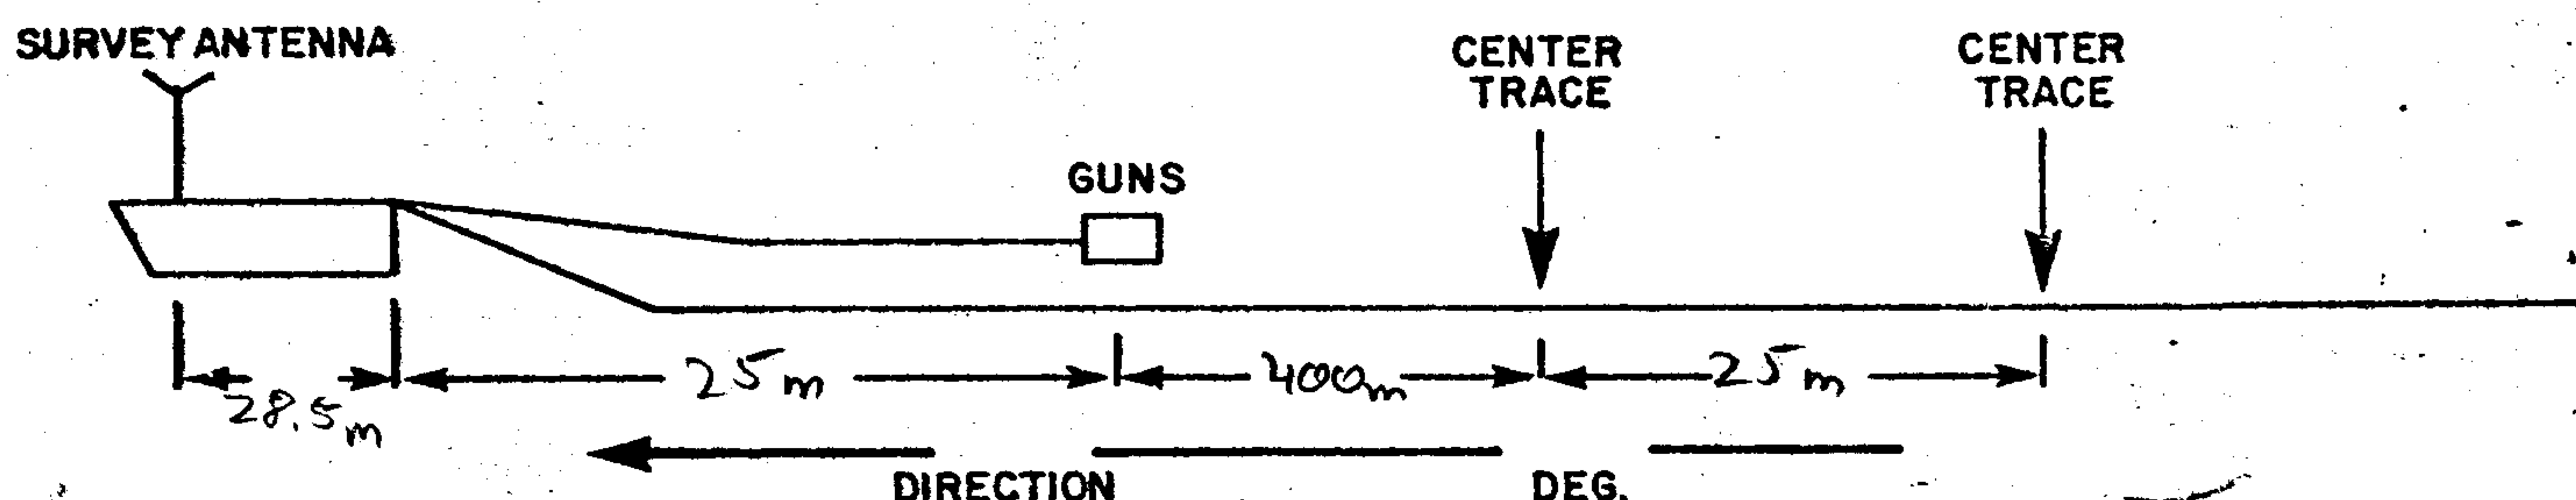 SURVEY ANTENNA
CENTER
TRACE
CENTER
TRACE
GUNS
28.5m
25m
400m
25m
DIRECTION
DEG.